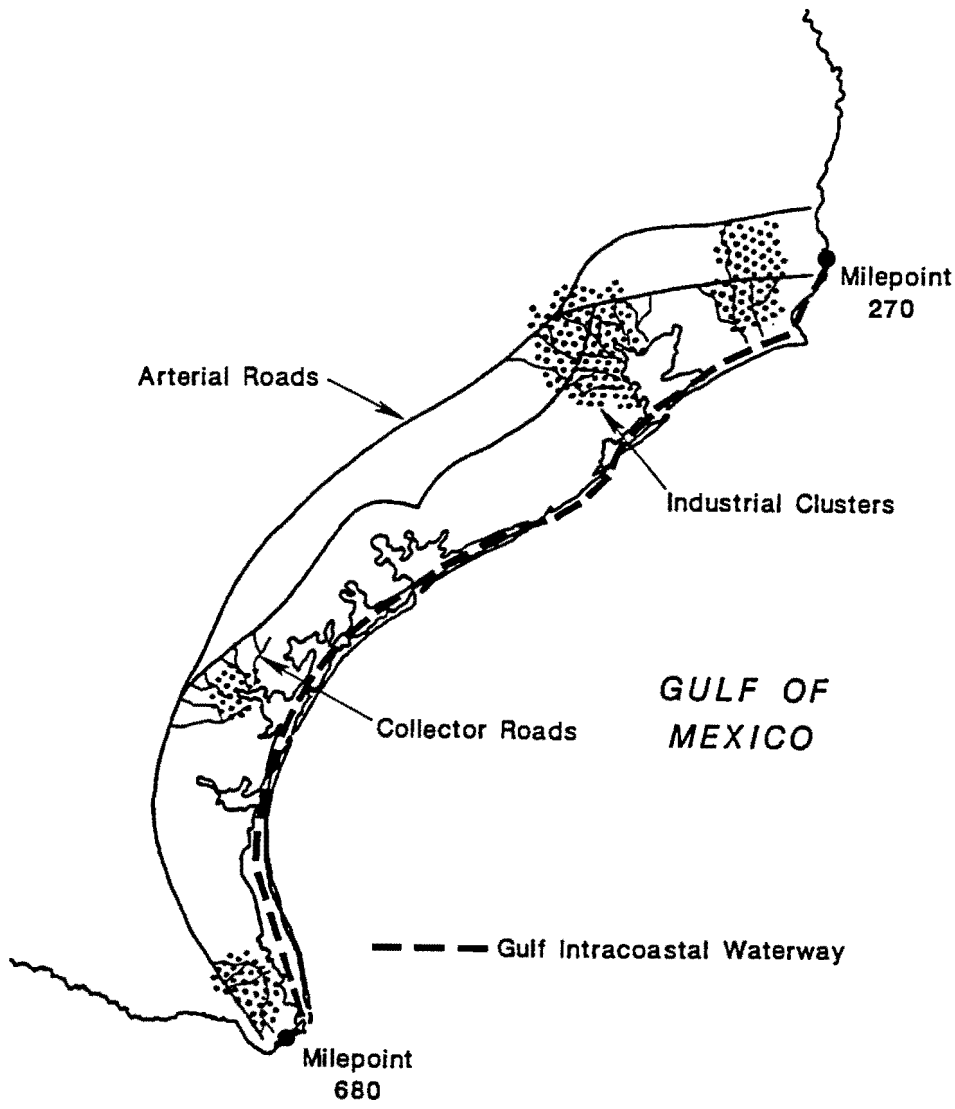 Milepoint
270
Arterial Roads
Industrial Clusters
GULF OF
MEXICO
Collector Roads
Gulf Intracoastal Waterway
Milepoint
680